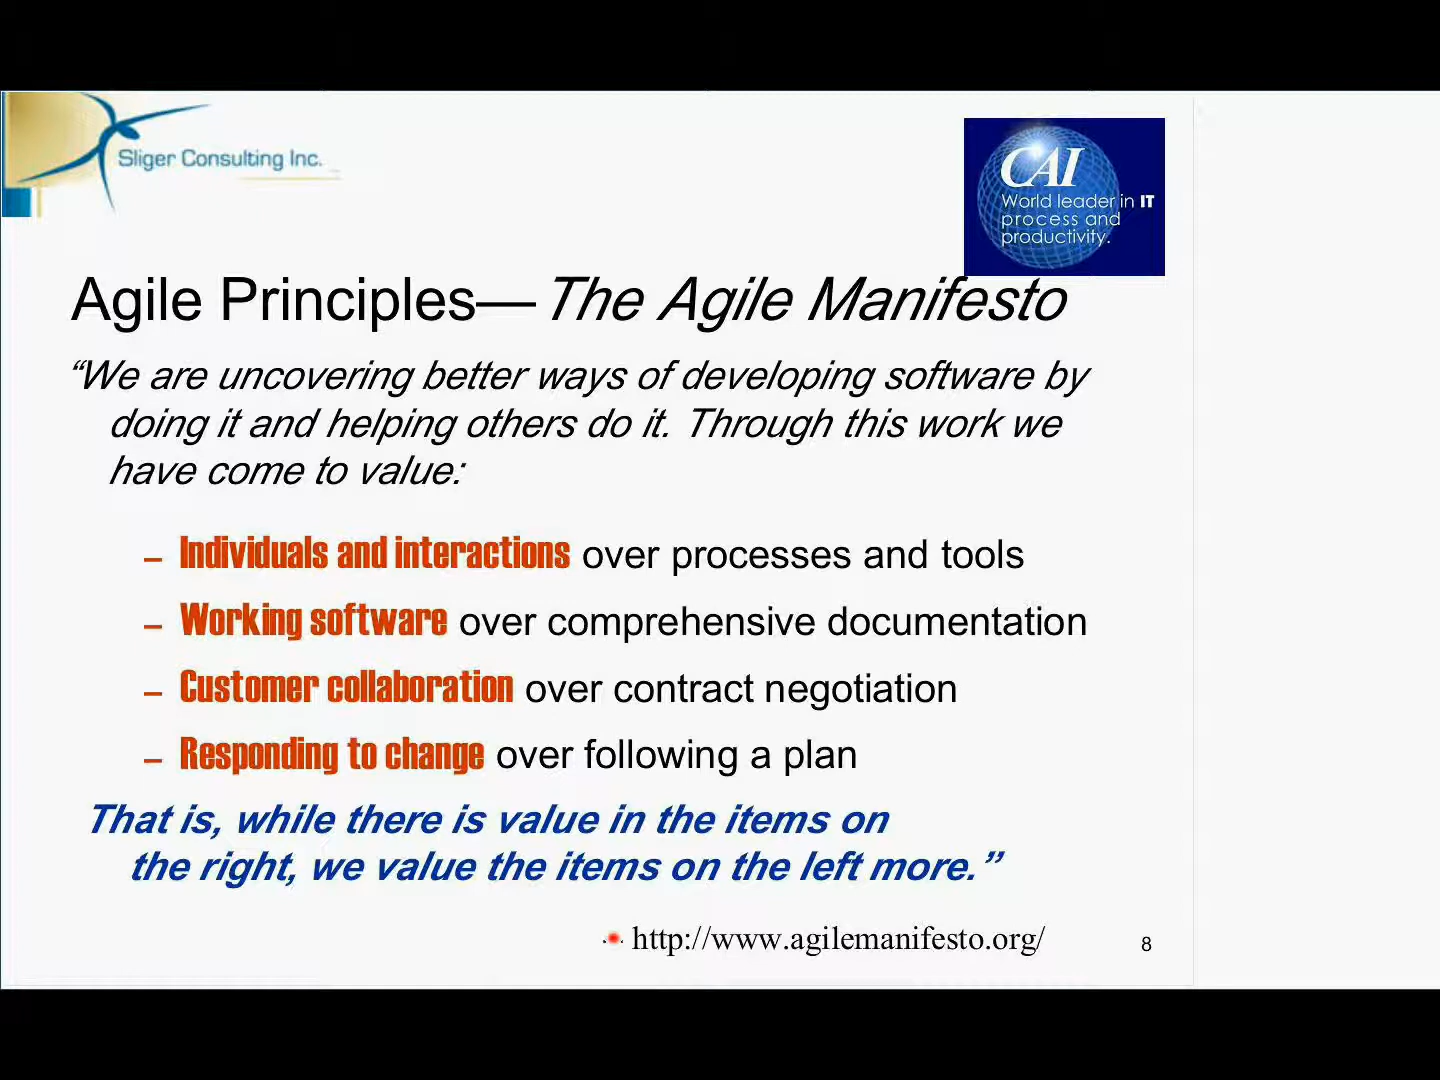 Sliger Consulting Inc.
CAI
World leader in IT
process and
productivity.
Agile Principles—The Agile Manifesto
“We are uncovering better ways of developing software by
doing it and helping others do it. Through this work we
have come to value:
– Individuals and interactions over processes and tools
– Working software over comprehensive documentation
– Customer collaboration over contract negotiation
– Responding to change over following a plan
That is, while there is value in the items on
the right, we value the items on the left more.”
http://www.agilemanifesto.org/
8